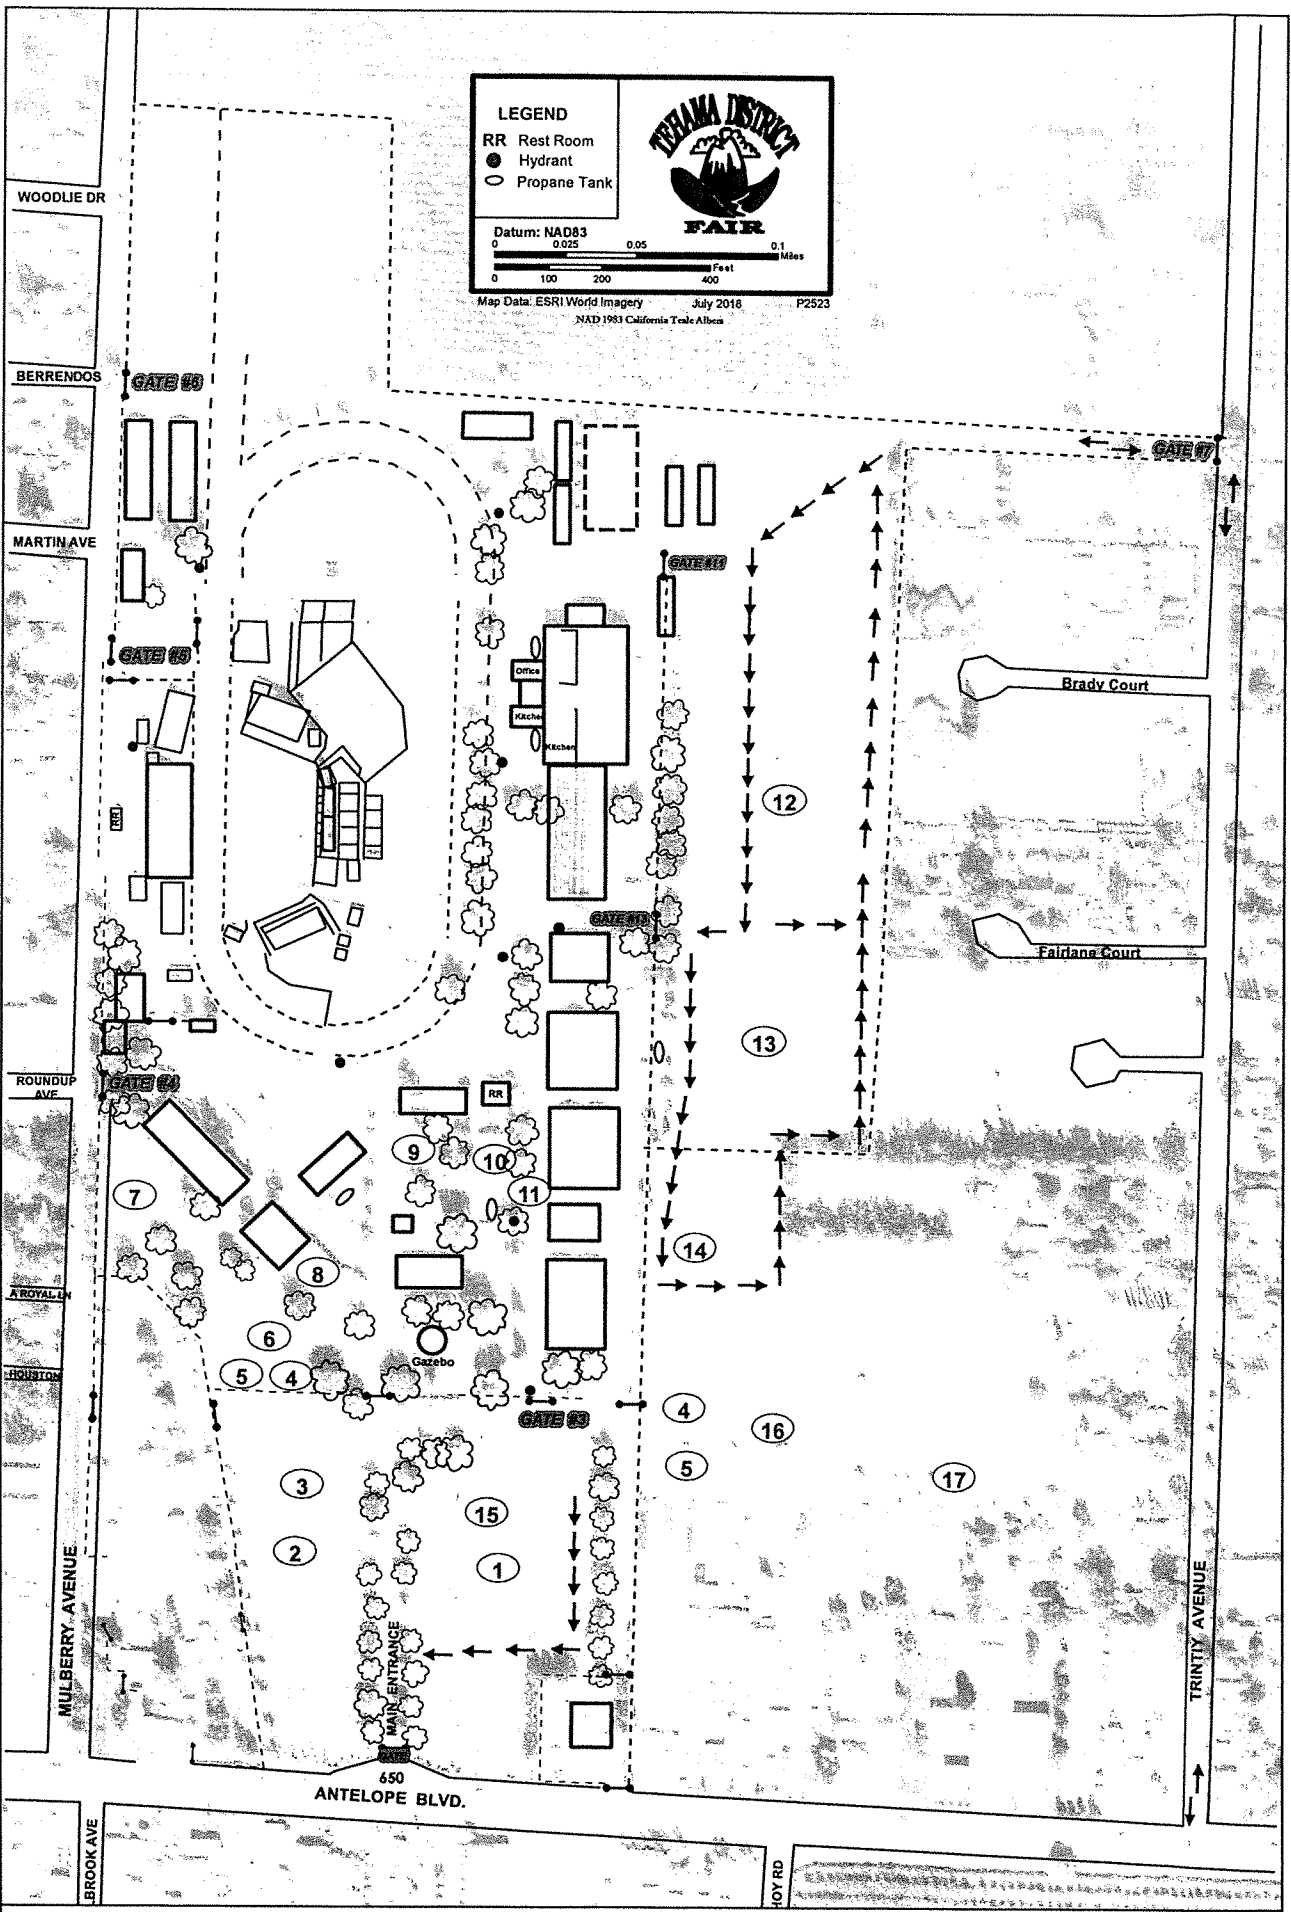 LEGEND
RR Rest Room
Hydrant
Propane Tank
TEHAMA DISTRICT
FAIR
Datum: NAD83
0 0.025 0.05 0.1
Miles
Feet
0 100 200 400
Map Data: ESRI World Imagery July 2018 P2523
NAD 1983 California Teale Albers
WOODLIE DR
BERRENDOS
GATE #6
GATE #7
MARTIN AVE
GATE #11
GATE #5
Office
Brady Court
Kitchen
Kitchen
12
RR
GATE #13
Fairlane Court
13
ROUNDUP
AVE
GATE #4
RR
9
10
7
11
14
8
A ROYAL LN
6
Gazebo
HOUSTON
5
4
4
GATE #3
16
5
17
3
15
2
1
MULBERRY AVENUE
MAIN ENTRANCE
TRINTIY AVENUE
GATE
650
ANTELOPE BLVD.
LBROOK AVE
HOY RD